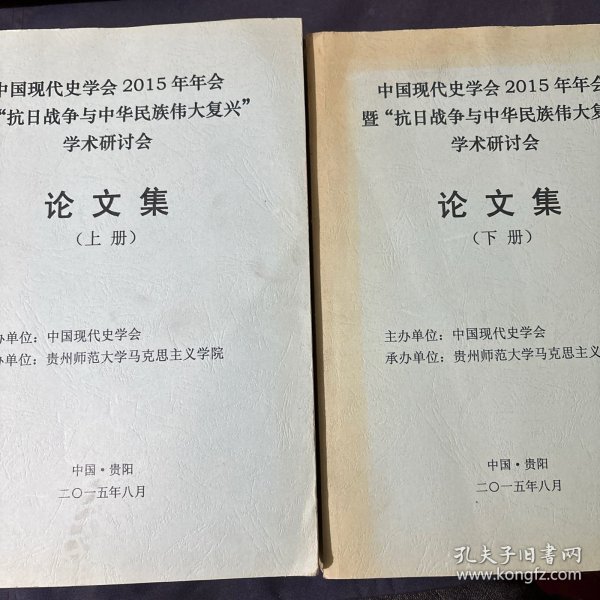 中国现代史学会2015年年会
“抗日战争与中华民族伟大复兴”
学术研讨会
论文集
（上 册）
办单位：中国现代史学会
办单位：贵州师范大学马克思主义学院
中国·贵阳
二〇一五年八月
中国现代史学会2015年年会
暨“抗日战争与中华民族伟大复
学术研讨会
论文集
（下 册）
主办单位：中国现代史学会
承办单位：贵州师范大学马克思主义
中国·贵阳
二〇一五年八月
孔夫子旧书网
www.kongfz.com